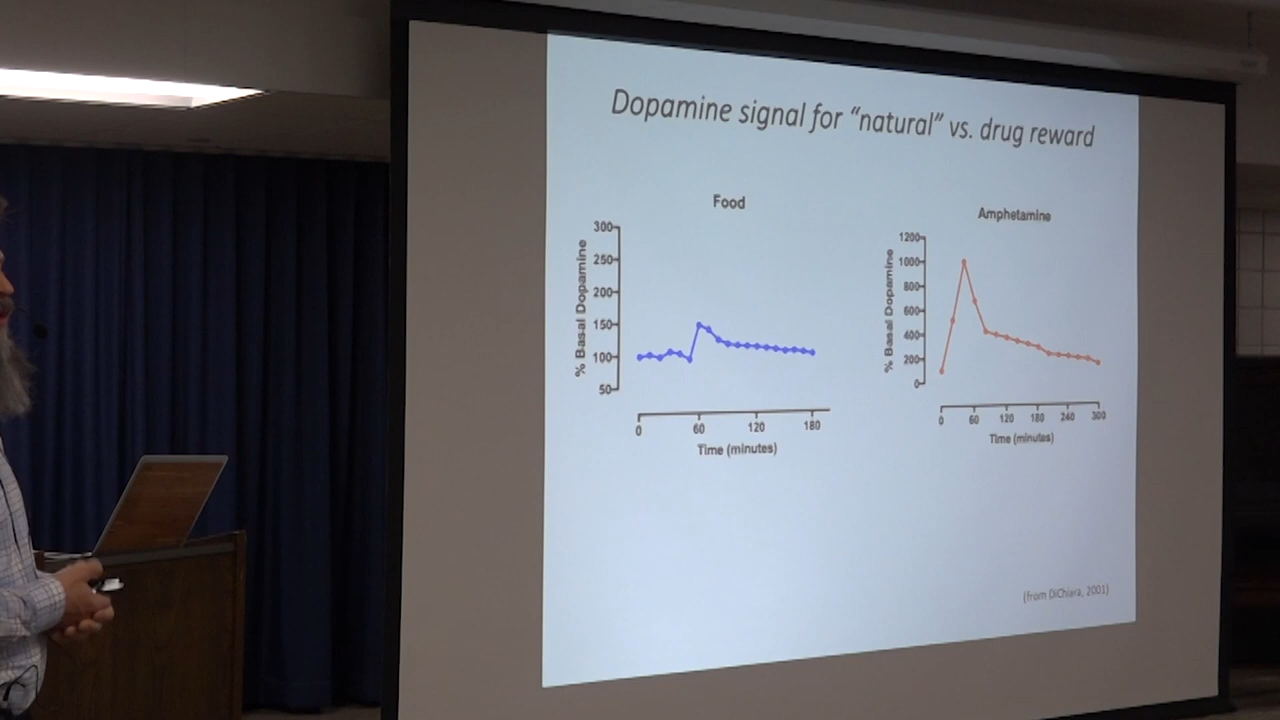 Dopamine signal for “natural” vs. drug reward
Food
% Basal Dopamine
300
250
200
150
100
50
0
60
120
180
Time (minutes)
Amphetamine
% Basal Dopamine
1200
1000
800
600
400
200
0
0
60
120
180
240
300
Time (minutes)
(from DiChiara, 2001)